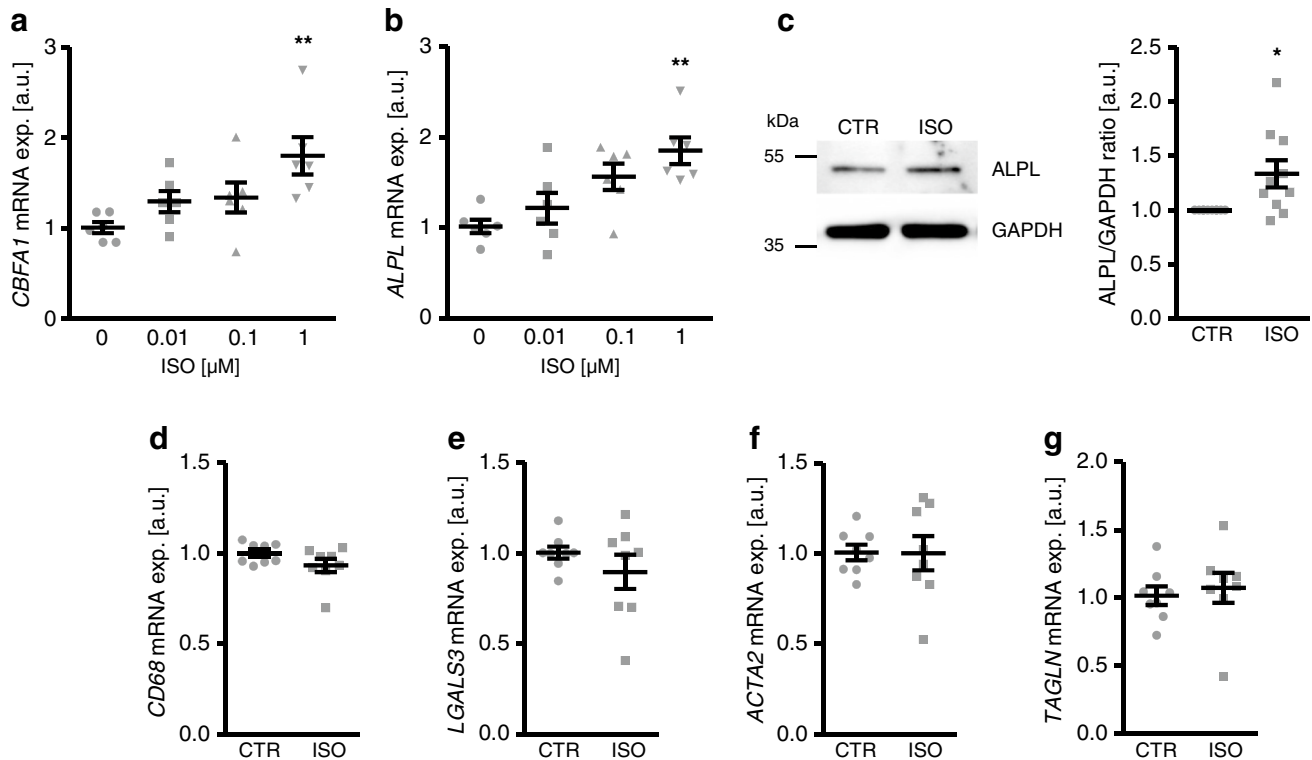 a
CBFA1 mRNA exp. [a.u.]
3
2
1
0
**
0 0.01 0.1 1
ISO [µM]
b
ALPL mRNA exp. [a.u.]
3
2
1
0
**
0 0.01 0.1 1
ISO [µM]
c
kDa
CTR ISO
55
ALPL
GAPDH
35
ALPL/GAPDH ratio [a.u.]
2.5
2.0
1.5
1.0
0.5
0.0
*
CTR ISO
d
CD68 mRNA exp. [a.u.]
1.5
1.0
0.5
0.0
CTR ISO
e
LGALS3 mRNA exp. [a.u.]
1.5
1.0
0.5
0.0
CTR ISO
f
ACTA2 mRNA exp. [a.u.]
1.5
1.0
0.5
0.0
CTR ISO
g
TAGLN mRNA exp. [a.u.]
2.0
1.5
1.0
0.5
0.0
CTR ISO